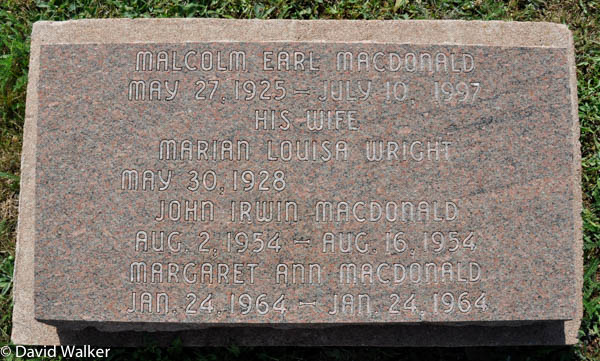 MALCOLM EARL MACDONALD
MAY 27, 1925 – JULY 10, 1997
HIS WIFE
MARIAN LOUISA WRIGHT
MAY 30, 1928
JOHN IRWIN MACDONALD
AUG. 2, 1954 – AUG. 16, 1954
MARGARET ANN MACDONALD
JAN. 24, 1964 – JAN. 24, 1964
© David Walker